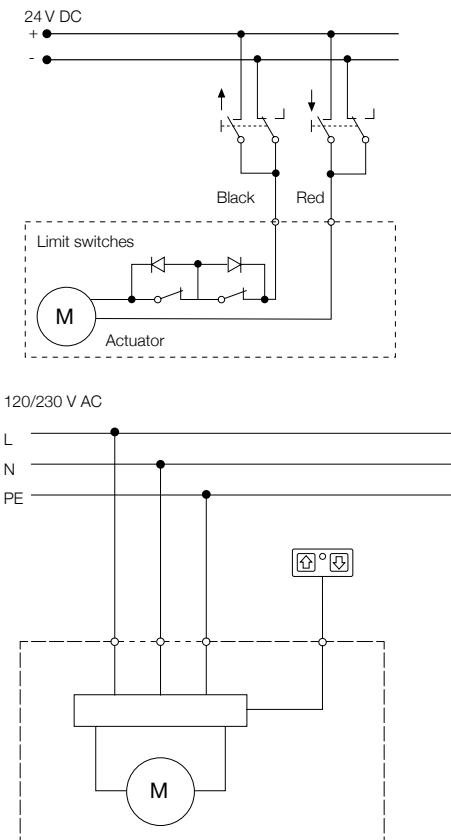 24 V DC
+
-
Black Red
Limit switches
M
Actuator
120/230 V AC
L
N
PE
M